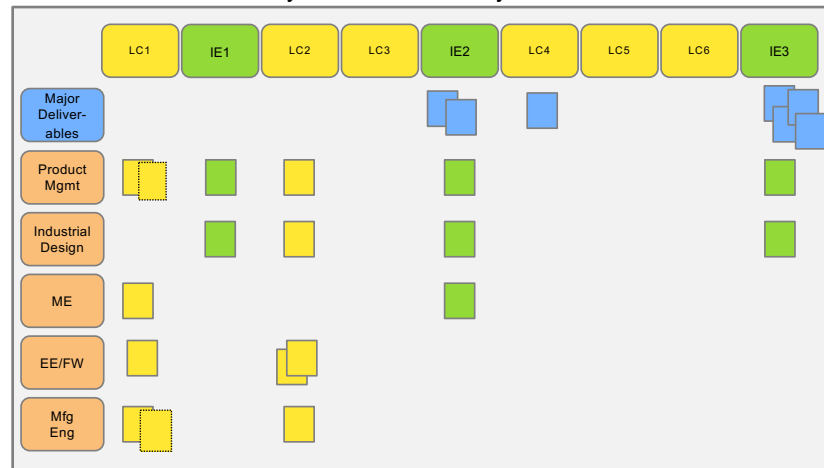 LC1
IE1
LC2
LC3
IE2
LC4
LC5
LC6
IE3
Major
Deliver-
ables
Product
Mgmt
Industrial
Design
ME
EE/FW
Mfg
Eng